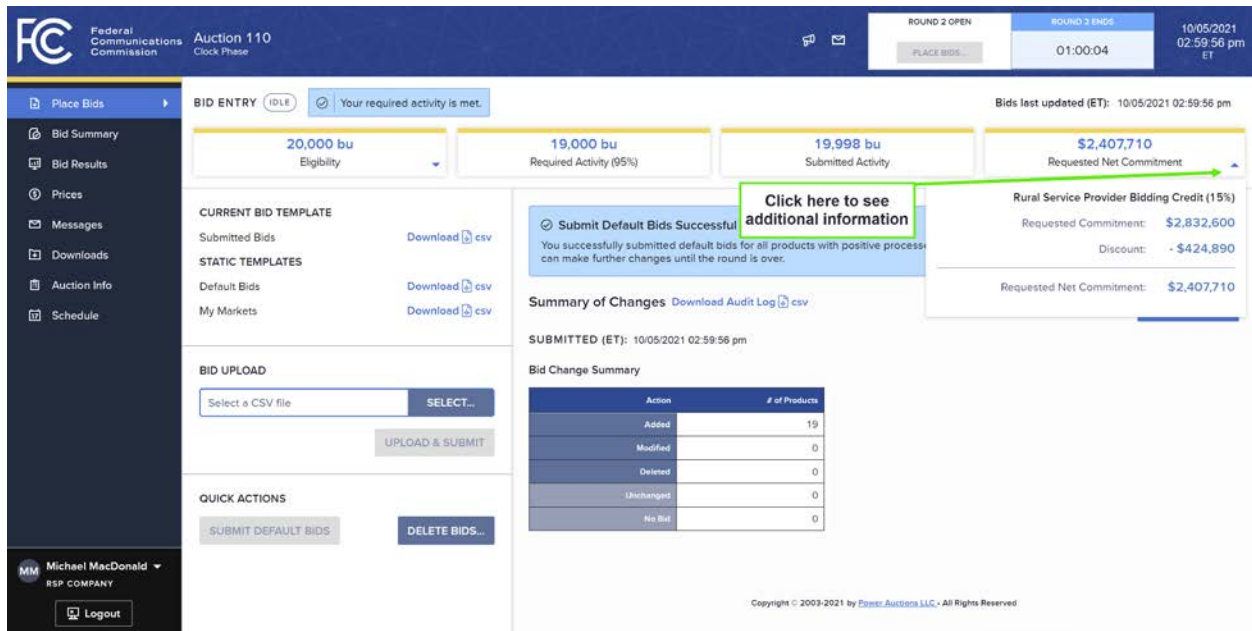 Federal
Communications
Commission
Auction 110
Clock Phase
ROUND 2 OPEN
PLACE BIDS...
ROUND 2 ENDS
01:00:04
10/05/2021
02:59:56 pm
ET
Place Bids
Bid Summary
Bid Results
Prices
Messages
Downloads
Auction Info
Schedule
MM
Michael MacDonald
RSP COMPANY
Logout
BID ENTRY IDLE Your required activity is met.
Bids last updated (ET): 10/05/2021 02:59:56 pm
20,000 bu
Eligibility
19,000 bu
Required Activity (95%)
19,998 bu
Submitted Activity
$2,407,710
Requested Net Commitment
Click here to see
additional information
Rural Service Provider Bidding Credit (15%)
Requested Commitment: $2,832,600
Discount: - $424,890
Requested Net Commitment: $2,407,710
CURRENT BID TEMPLATE
Submitted Bids Download csv
STATIC TEMPLATES
Default Bids Download csv
My Markets Download csv
BID UPLOAD
Select a CSV file SELECT...
UPLOAD & SUBMIT
QUICK ACTIONS
SUBMIT DEFAULT BIDS DELETE BIDS...
Submit Default Bids Successful
You successfully submitted default bids for all products with positive
can make further changes until the round is over.
Summary of Changes Download Audit Log csv
SUBMITTED (ET): 10/05/2021 02:59:56 pm
Bid Change Summary
Action # of Products
Added 19
Modified 0
Deleted 0
Unchanged 0
No Bid 0
Copyright © 2003-2021 by Power Auctions LLC - All Rights Reserved